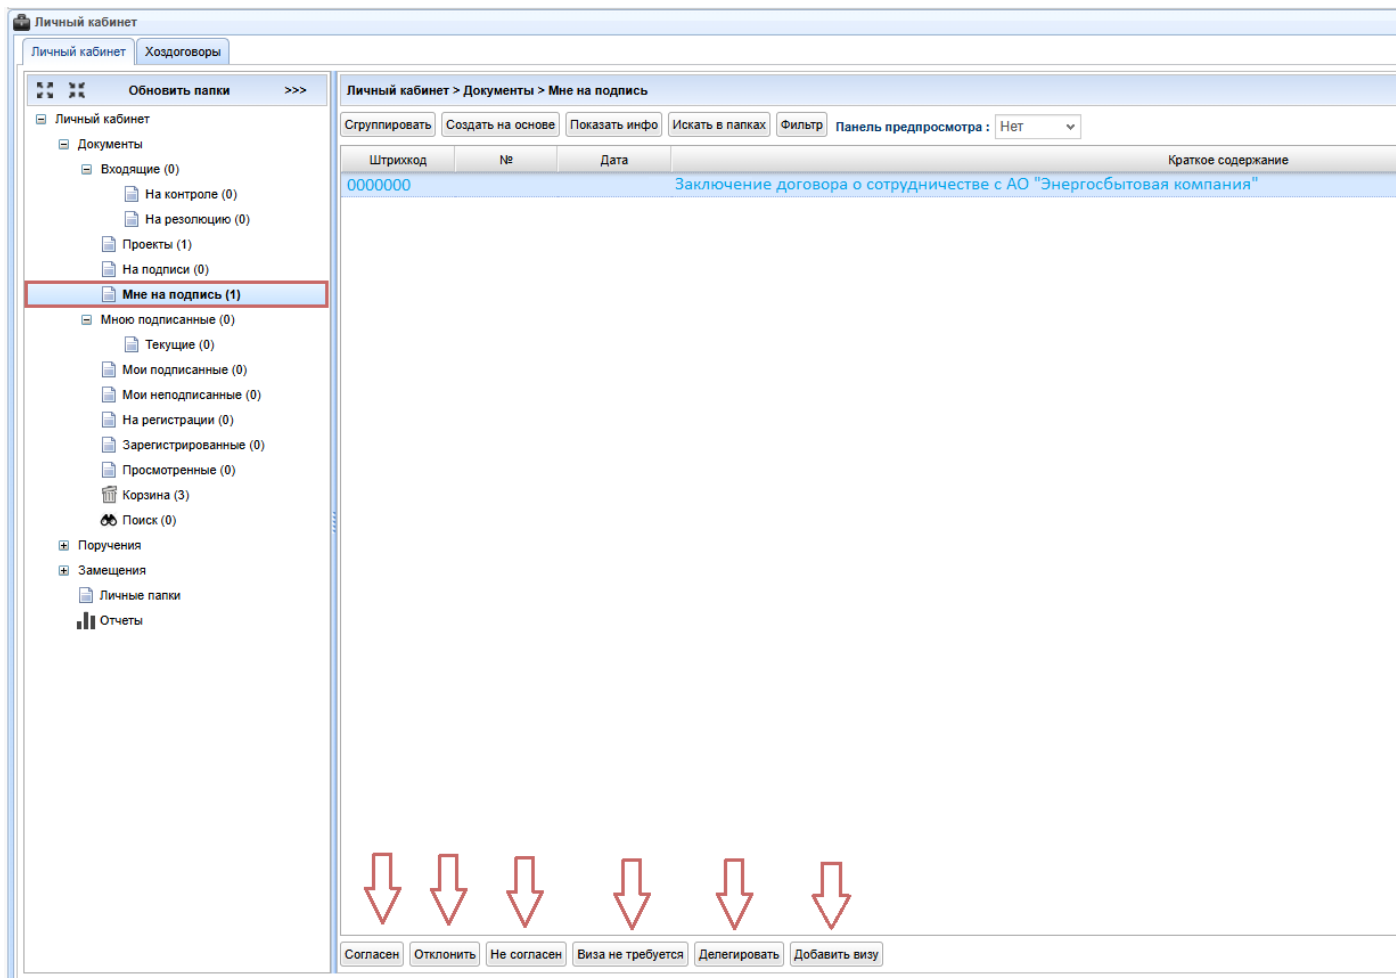 Личный кабинет
Личный кабинет Хоздоговоры
Обновить папки >>>
Личный кабинет
Документы
Входящие (0)
На контроле (0)
На резолюцию (0)
Проекты (1)
На подписи (0)
Мне на подпись (1)
Мною подписанные (0)
Текущие (0)
Мои подписанные (0)
Мои неподписанные (0)
На регистрации (0)
Зарегистрированные (0)
Просмотренные (0)
Корзина (3)
Поиск (0)
Поручения
Замещения
Личные папки
Отчеты
Личный кабинет > Документы > Мне на подпись
Сгруппировать Создать на основе Показать инфо Искать в папках Фильтр Панель предпросмотра : Нет
Штрихкод № Дата Краткое содержание
0000000 Заключение договора о сотрудничестве с АО "Энергосбытовая компания"
Согласен Отклонить Не согласен Виза не требуется Делегировать Добавить визу